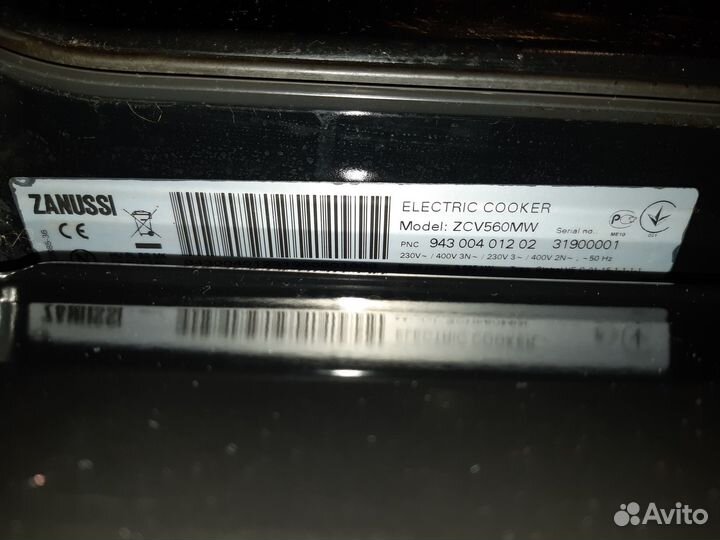 ZANUSSI
CE
ELECTRIC COOKER
Model: ZCV560MW Serial no.:
PNC 943 004 012 02 31900001
230V~ / 400V 3N~ / 230V 3~ / 400V 2N~, ~50 Hz
ME10
Avito